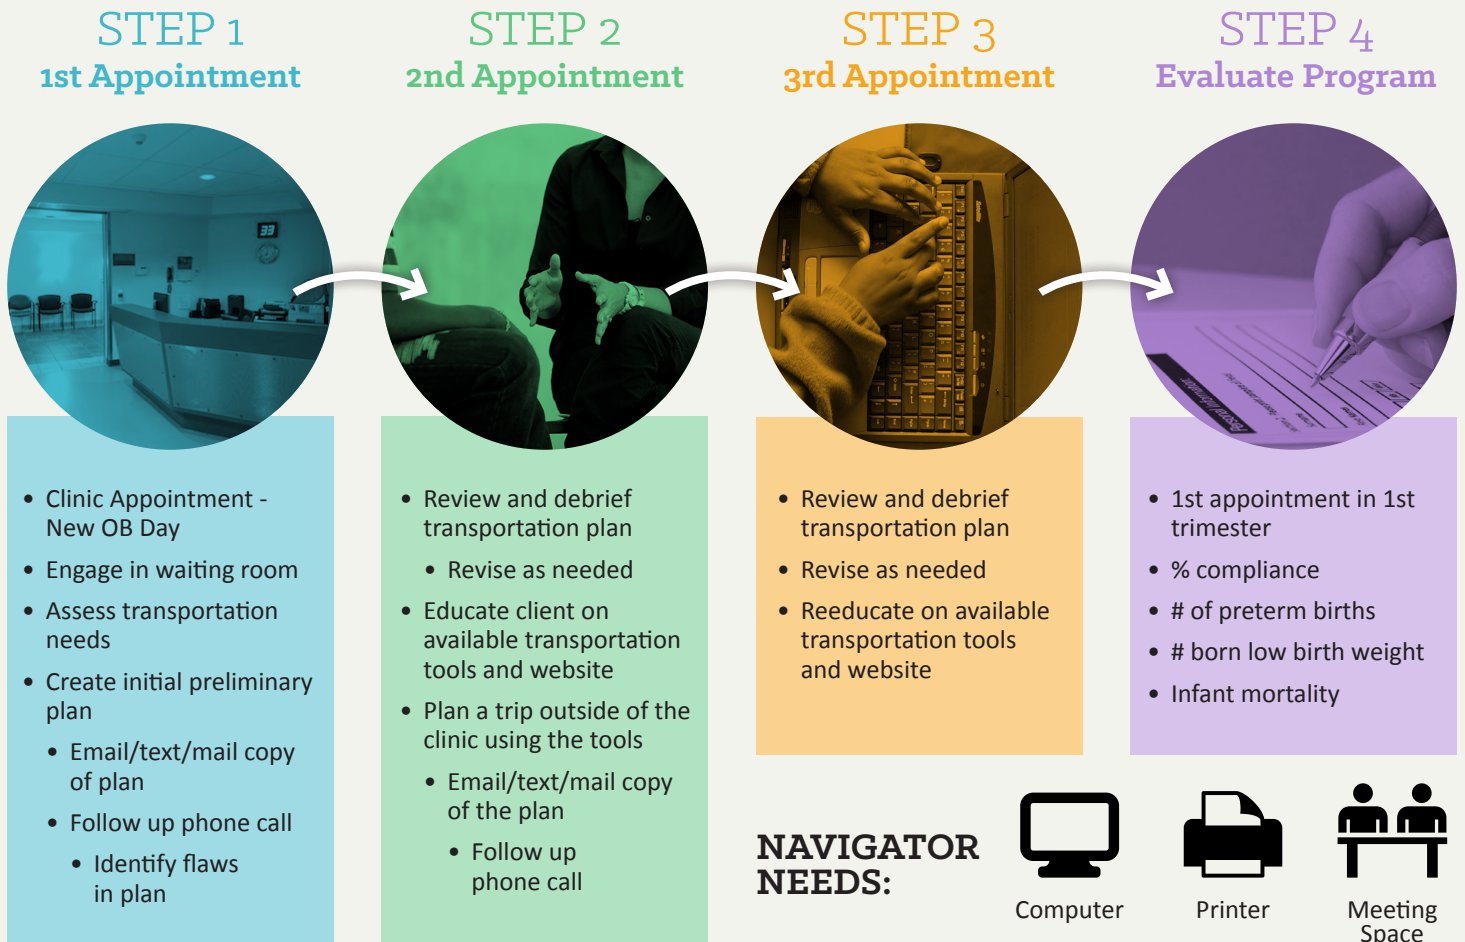 STEP 1
1st Appointment
• Clinic Appointment -
New OB Day
• Engage in waiting room
• Assess transportation
needs
• Create initial preliminary
plan
• Email/text/mail copy
of plan
• Follow up phone call
• Identify flaws
in plan
STEP 2
2nd Appointment
• Review and debrief
transportation plan
• Revise as needed
• Educate client on
available transportation
tools and website
• Plan a trip outside of the
clinic using the tools
• Email/text/mail copy
of the plan
• Follow up
phone call
STEP 3
3rd Appointment
• Review and debrief
transportation plan
• Revise as needed
• Reeducate on available
transportation tools
and website
STEP 4
Evaluate Program
Personal Information
• 1st appointment in 1st
trimester
• % compliance
• # of preterm births
• # born low birth weight
• Infant mortality
33
NAVIGATOR
NEEDS:
Computer
Printer
Meeting
Space